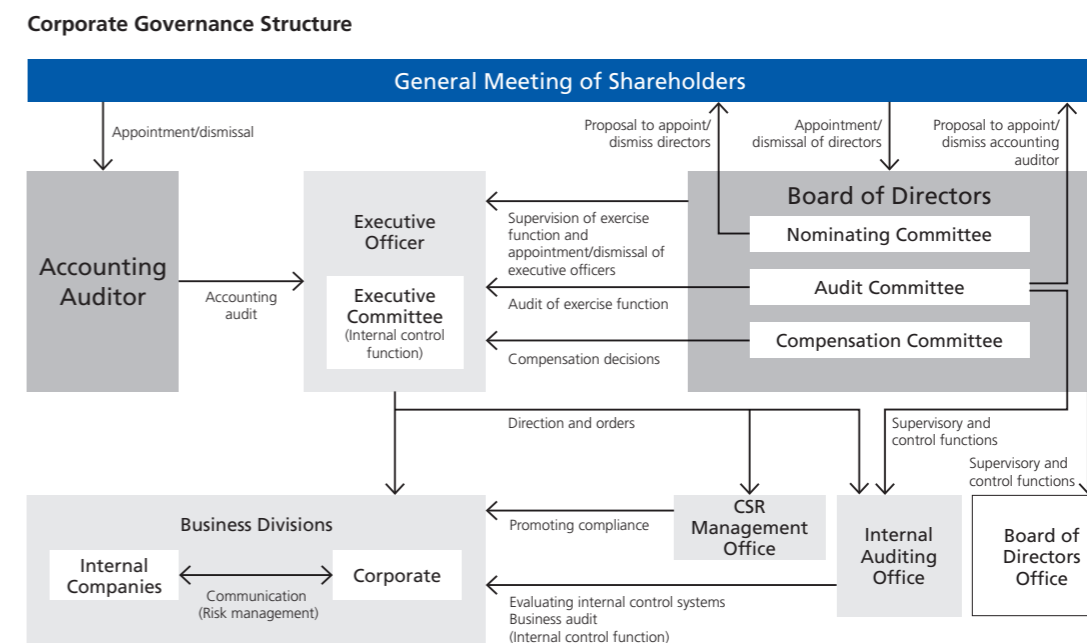 Corporate Governance Structure
General Meeting of Shareholders
Appointment/dismissal
Proposal to appoint/
dismiss directors
Appointment/
dismissal of directors
Proposal to appoint/
dismiss accounting
auditor
Accounting
Auditor
Accounting
audit
Executive
Officer
Executive
Committee
(Internal control
function)
Supervision of exercise
function and
appointment/dismissal of
executive officers
Audit of exercise function
Compensation decisions
Board of Directors
Nominating Committee
Audit Committee
Compensation Committee
Direction and orders
Supervisory and
control functions
Supervisory and
control functions
Business Divisions
Internal
Companies
Communication
(Risk management)
Corporate
Promoting compliance
CSR
Management
Office
Evaluating internal control systems
Business audit
(Internal control function)
Internal
Auditing
Office
Board of
Directors
Office